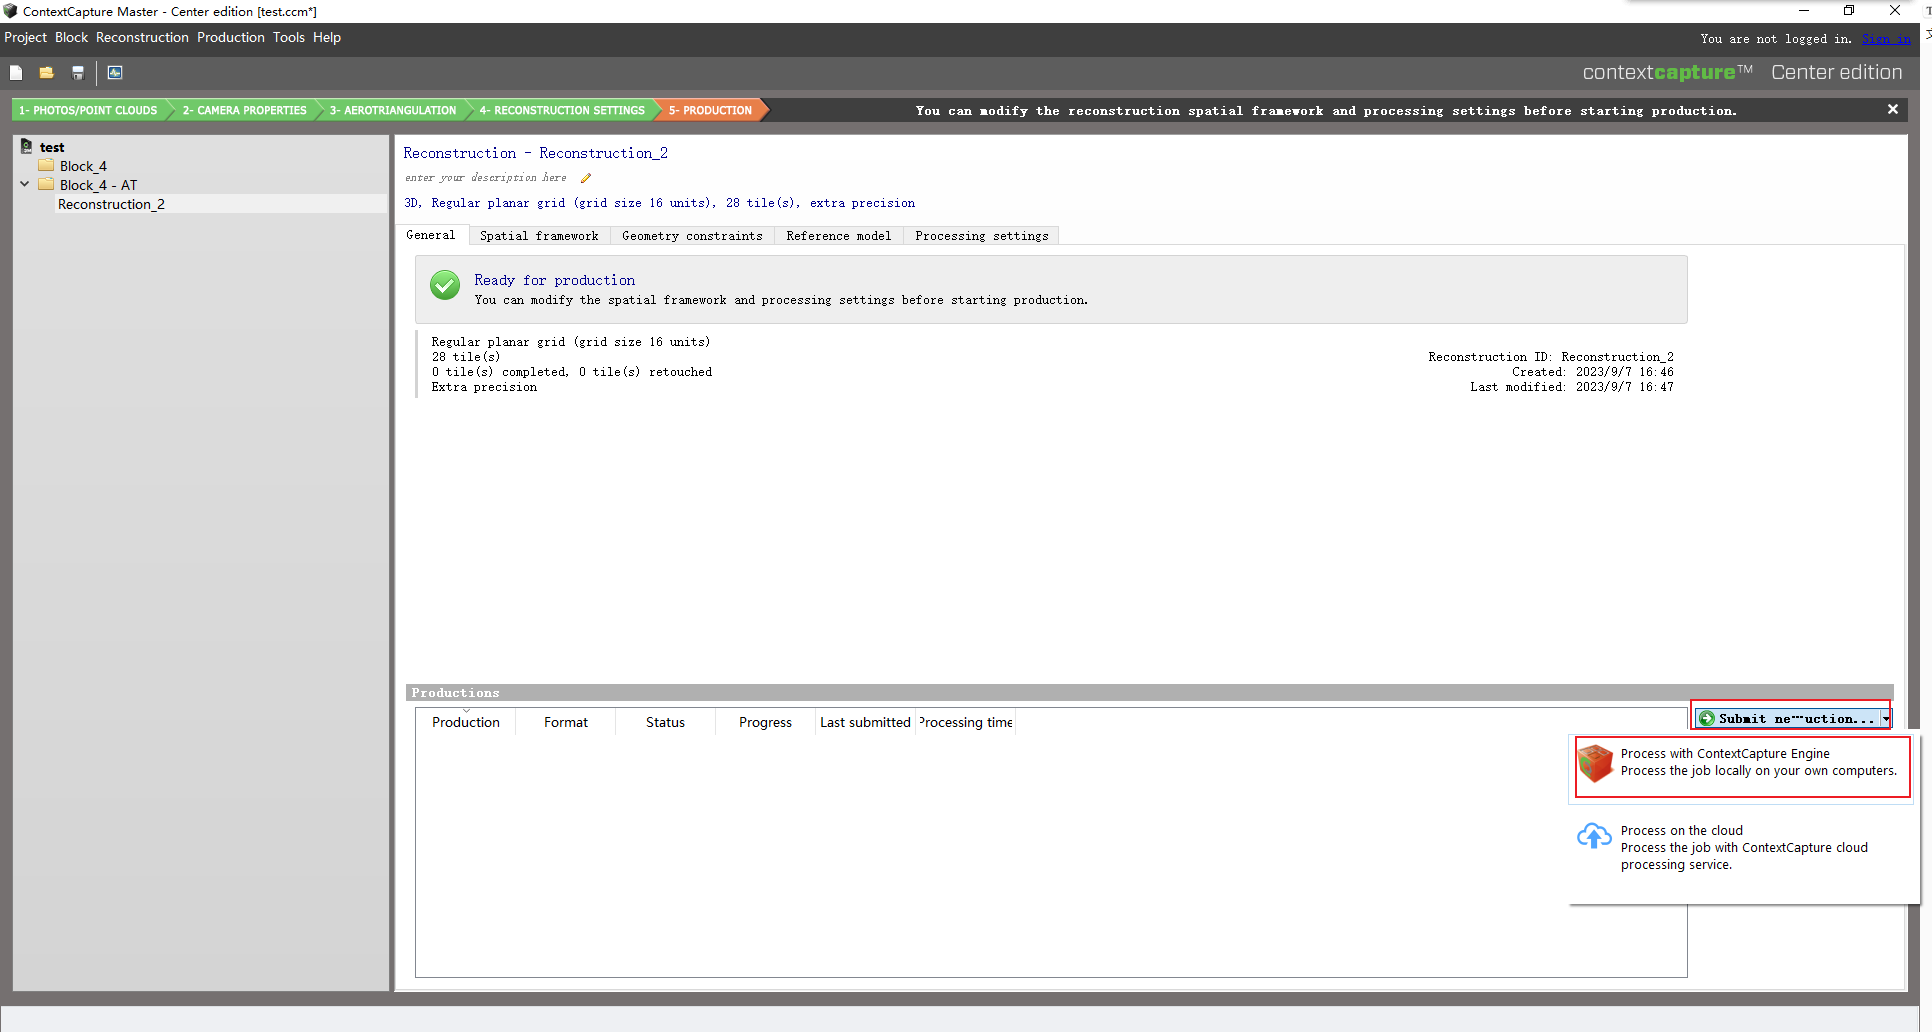 ContextCapture Master - Center edition [test.ccm*]
Project Block Reconstruction Production Tools Help
You are not logged in. Sign in
contextcapture™ Center edition
1- PHOTOS/POINT CLOUDS 2- CAMERA PROPERTIES 3- AEROTRIANGULATION 4- RECONSTRUCTION SETTINGS 5- PRODUCTION
You can modify the reconstruction spatial framework and processing settings before starting production.
test
Block_4
Block_4 - AT
Reconstruction_2
Reconstruction - Reconstruction_2
enter your description here
3D, Regular planar grid (grid size 16 units), 28 tile(s), extra precision
General Spatial framework Geometry constraints Reference model Processing settings
Ready for production
You can modify the spatial framework and processing settings before starting production.
Regular planar grid (grid size 16 units)
28 tile(s)
0 tile(s) completed, 0 tile(s) retouched
Extra precision
Reconstruction ID: Reconstruction_2
Created: 2023/9/7 16:46
Last modified: 2023/9/7 16:47
Productions
Production Format Status Progress Last submitted Processing time
Submit ne…uction...
Process with ContextCapture Engine
Process the job locally on your own computers.
Process on the cloud
Process the job with ContextCapture cloud
processing service.